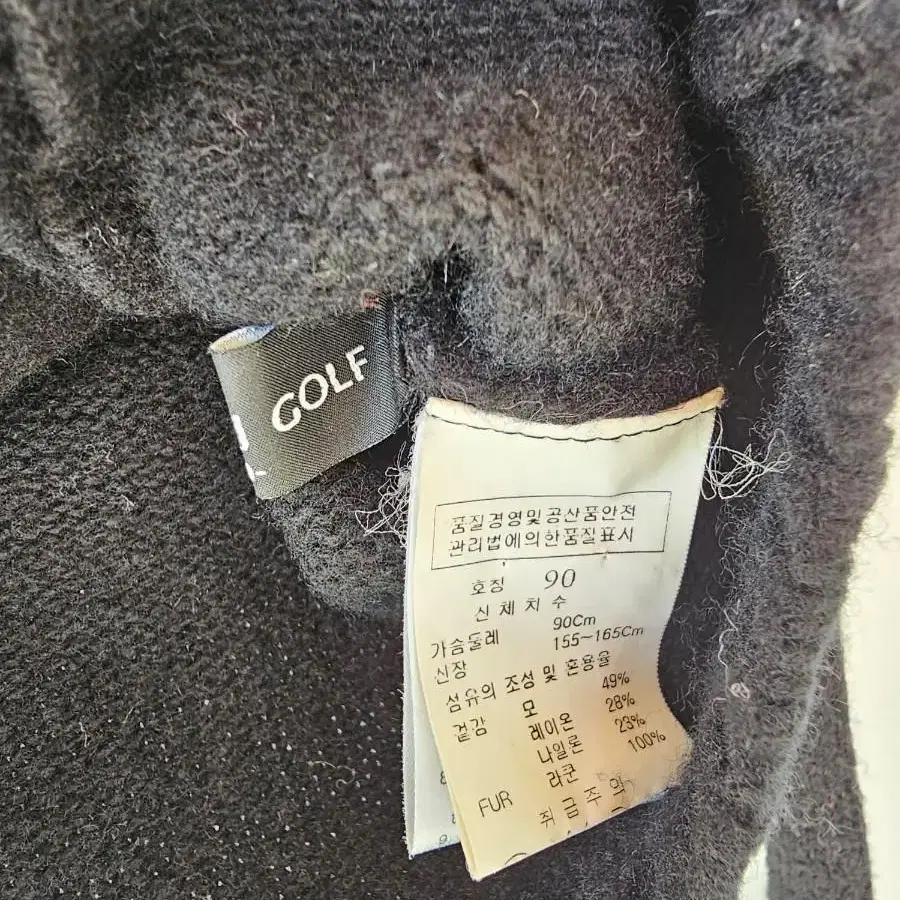 GOLF
품질경영및공산품안전
관리법에의한품질표시
호칭 90
신체치수
가슴둘레 90Cm
신장 155~165Cm
섬유의 조성 및 혼용율
겉감 모 49%
레이온 28%
나일론 23%
FUR 라쿤 100%
취급주의